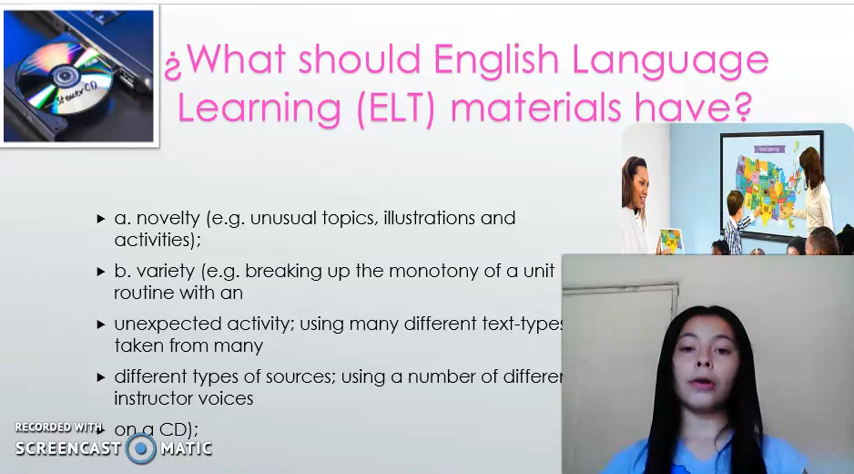 ¿What should English Language
Learning (ELT) materials have?
a. novelty (e.g. unusual topics, illustrations and
activities);
b. variety (e.g. breaking up the monotony of a unit
routine with an
unexpected activity; using many different text-types
taken from many
different types of sources; using a number of differen
instructor voices
on a CD);
RECORDED WITH
SCREENCAST MATIC